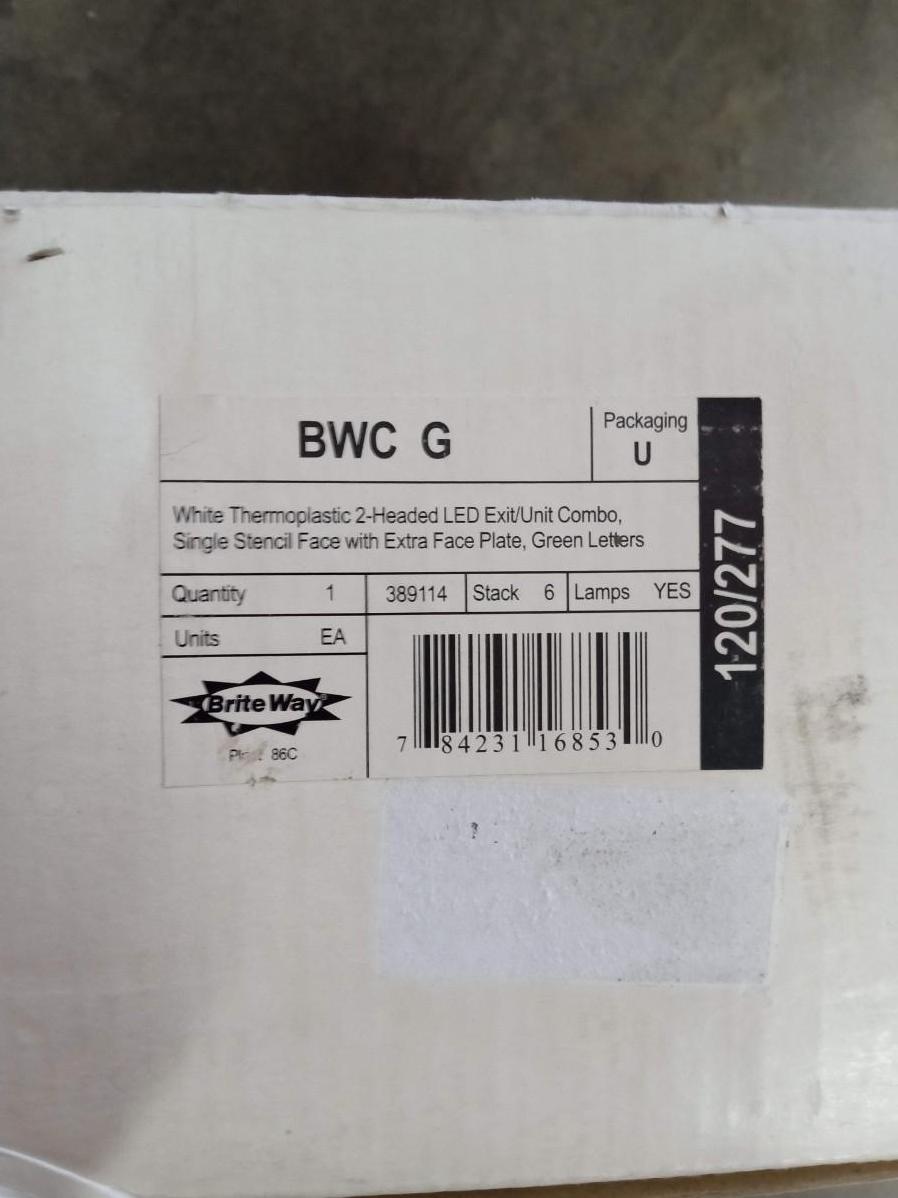 BWC G
Packaging
U
White Thermoplastic 2-Headed LED Exit/Unit Combo,
Single Stencil Face with Extra Face Plate, Green Letters
Quantity 1
389114
Stack 6
Lamps YES
120/277
Units EA
Brite Way®
86C
7 84231 16853 0